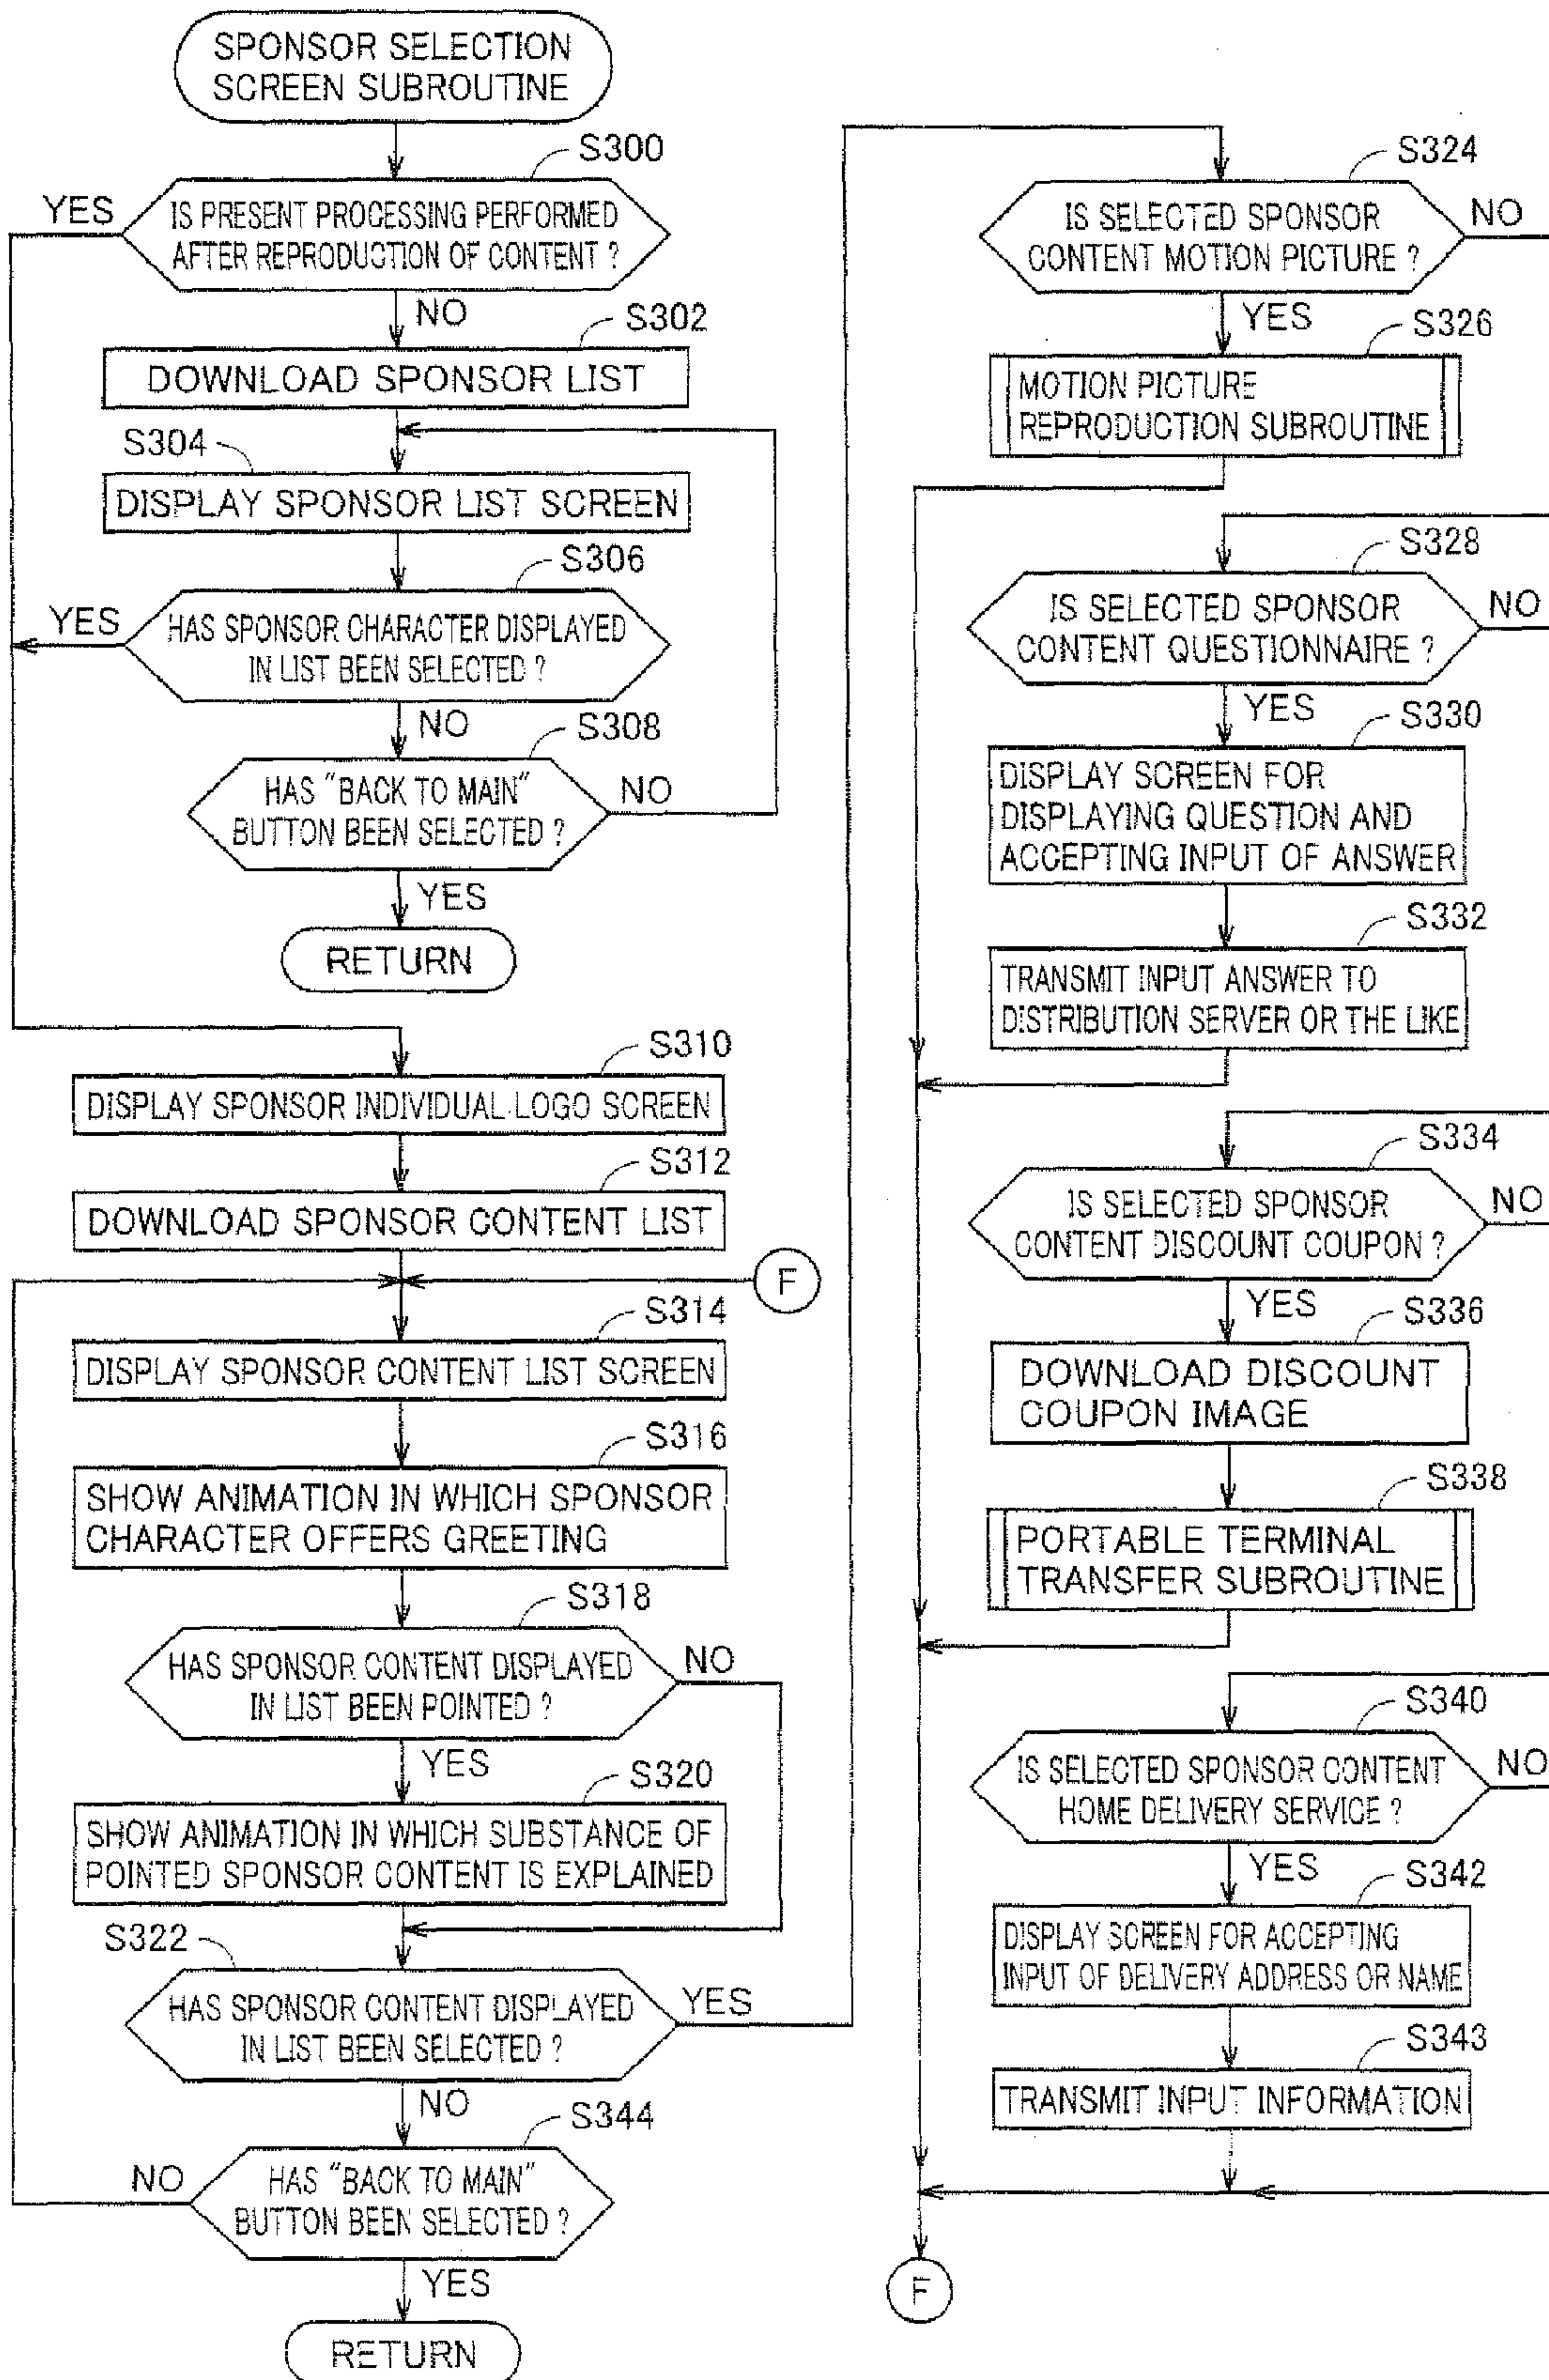 SPONSOR SELECTION
SCREEN SUBROUTINE
S300
YES
IS PRESENT PROCESSING PERFORMED
AFTER REPRODUCTION OF CONTENT ?
NO
S302
DOWNLOAD SPONSOR LIST
S304
DISPLAY SPONSOR LIST SCREEN
S306
YES
HAS SPONSOR CHARACTER DISPLAYED
IN LIST BEEN SELECTED ?
NO
S308
HAS "BACK TO MAIN"
BUTTON BEEN SELECTED ?
NO
YES
RETURN
S310
DISPLAY SPONSOR INDIVIDUAL LOGO SCREEN
S312
DOWNLOAD SPONSOR CONTENT LIST
F
S314
DISPLAY SPONSOR CONTENT LIST SCREEN
S316
SHOW ANIMATION IN WHICH SPONSOR
CHARACTER OFFERS GREETING
S318
HAS SPONSOR CONTENT DISPLAYED
IN LIST BEEN POINTED ?
NO
YES
S320
SHOW ANIMATION IN WHICH SUBSTANCE OF
POINTED SPONSOR CONTENT IS EXPLAINED
S322
HAS SPONSOR CONTENT DISPLAYED
IN LIST BEEN SELECTED ?
YES
NO
S344
NO
HAS "BACK TO MAIN"
BUTTON BEEN SELECTED ?
YES
RETURN
S324
IS SELECTED SPONSOR
CONTENT MOTION PICTURE ?
NO
YES
S326
MOTION PICTURE
REPRODUCTION SUBROUTINE
S328
IS SELECTED SPONSOR
CONTENT QUESTIONNAIRE ?
NO
YES
S330
DISPLAY SCREEN FOR
DISPLAYING QUESTION AND
ACCEPTING INPUT OF ANSWER
S332
TRANSMIT INPUT ANSWER TO
DISTRIBUTION SERVER OR THE LIKE
S334
IS SELECTED SPONSOR
CONTENT DISCOUNT COUPON ?
NO
YES
S336
DOWNLOAD DISCOUNT
COUPON IMAGE
S338
PORTABLE TERMINAL
TRANSFER SUBROUTINE
S340
IS SELECTED SPONSOR CONTENT
HOME DELIVERY SERVICE ?
NO
YES
S342
DISPLAY SCREEN FOR ACCEPTING
INPUT OF DELIVERY ADDRESS OR NAME
S343
TRANSMIT INPUT INFORMATION
F